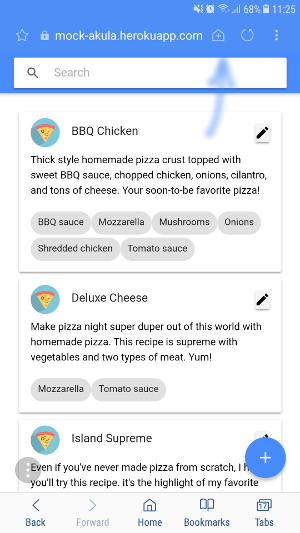 68% 11:25
mock-akula.herokuapp.com
Search
BBQ Chicken
Thick style homemade pizza crust topped with
sweet BBQ sauce, chopped chicken, onions, cilantro,
and tons of cheese. Your soon-to-be favorite pizza!
BBQ sauce Mozzarella Mushrooms Onions
Shredded chicken Tomato sauce
Deluxe Cheese
Make pizza night super duper out of this world with
homemade pizza. This recipe is supreme with
vegetables and two types of meat. Yum!
Mozzarella Tomato sauce
Island Supreme
Even if you've never made pizza from scratch, I h
you'll try this recipe. it's the highlight of my favorite
Back Forward Home Bookmarks Tabs
17